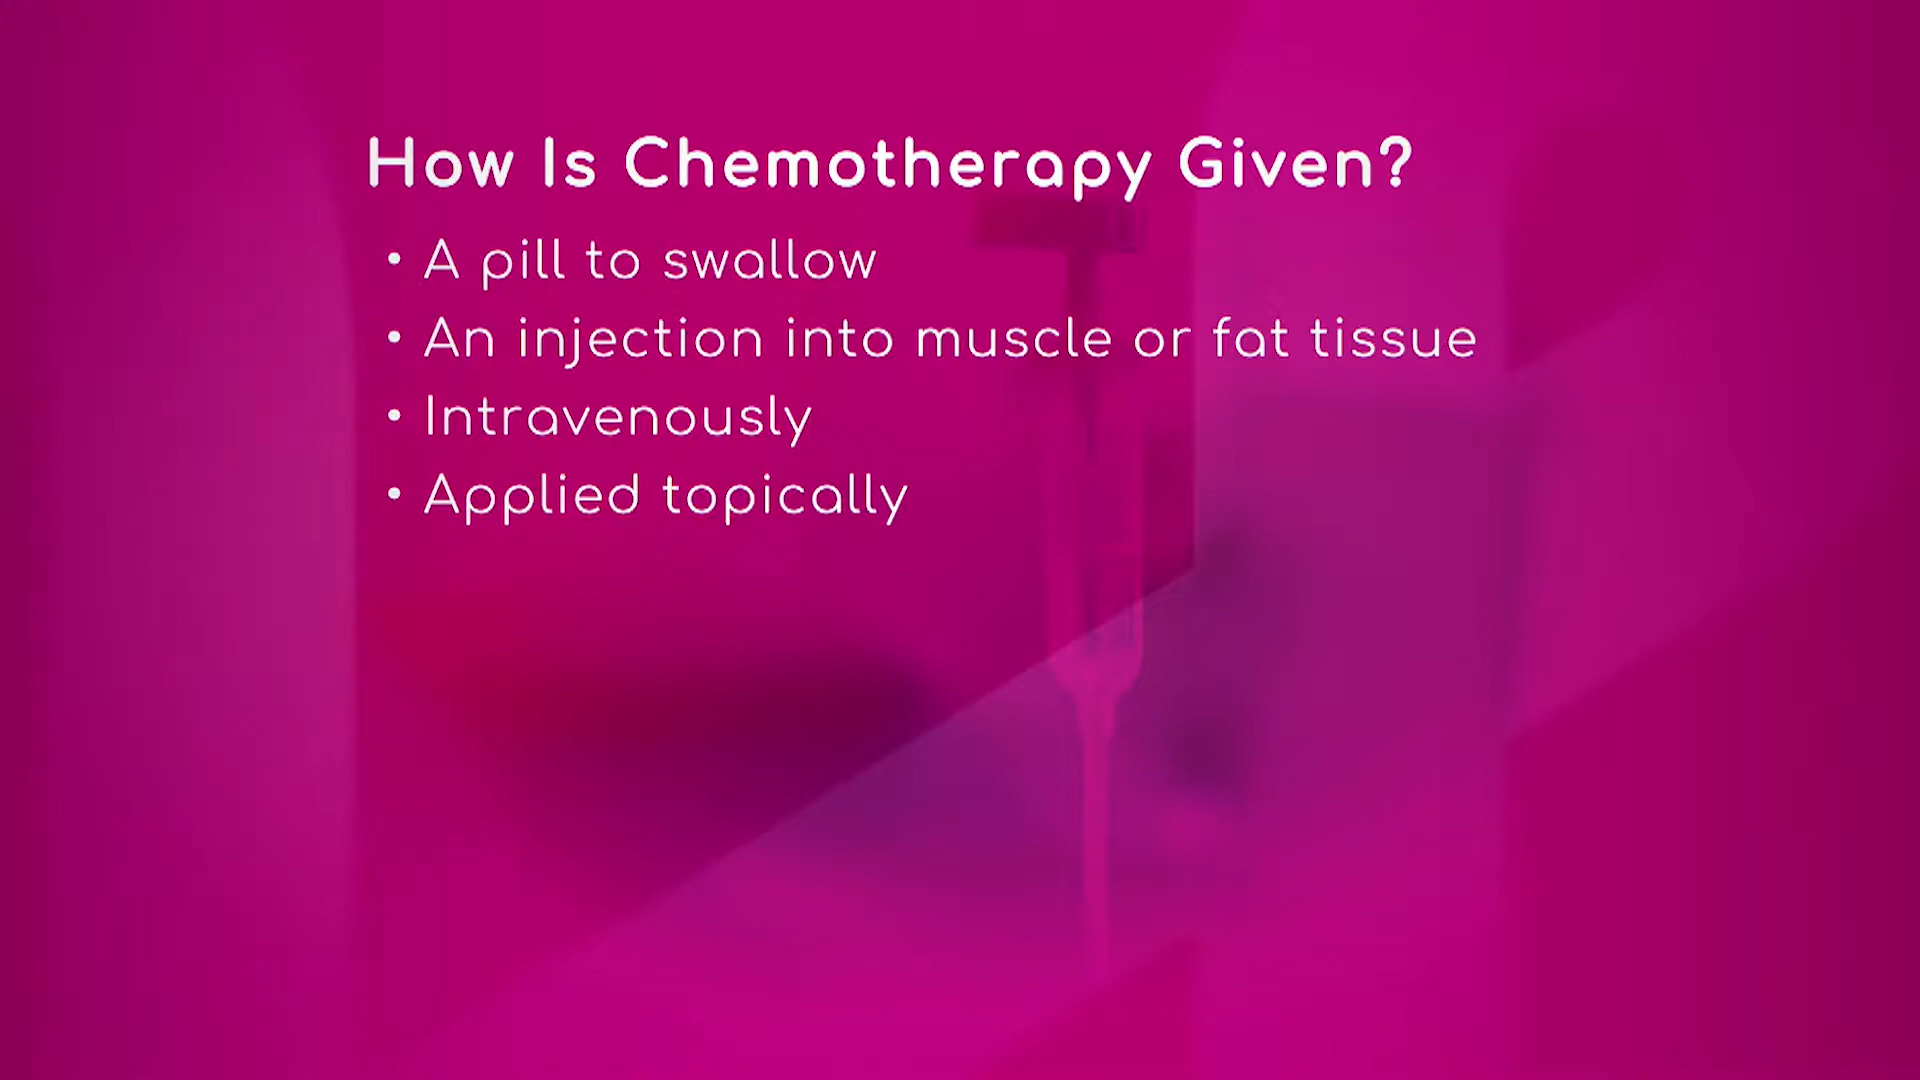 How Is Chemotherapy Given?
• A pill to swallow
• An injection into muscle or fat tissue
• Intravenously
• Applied topically